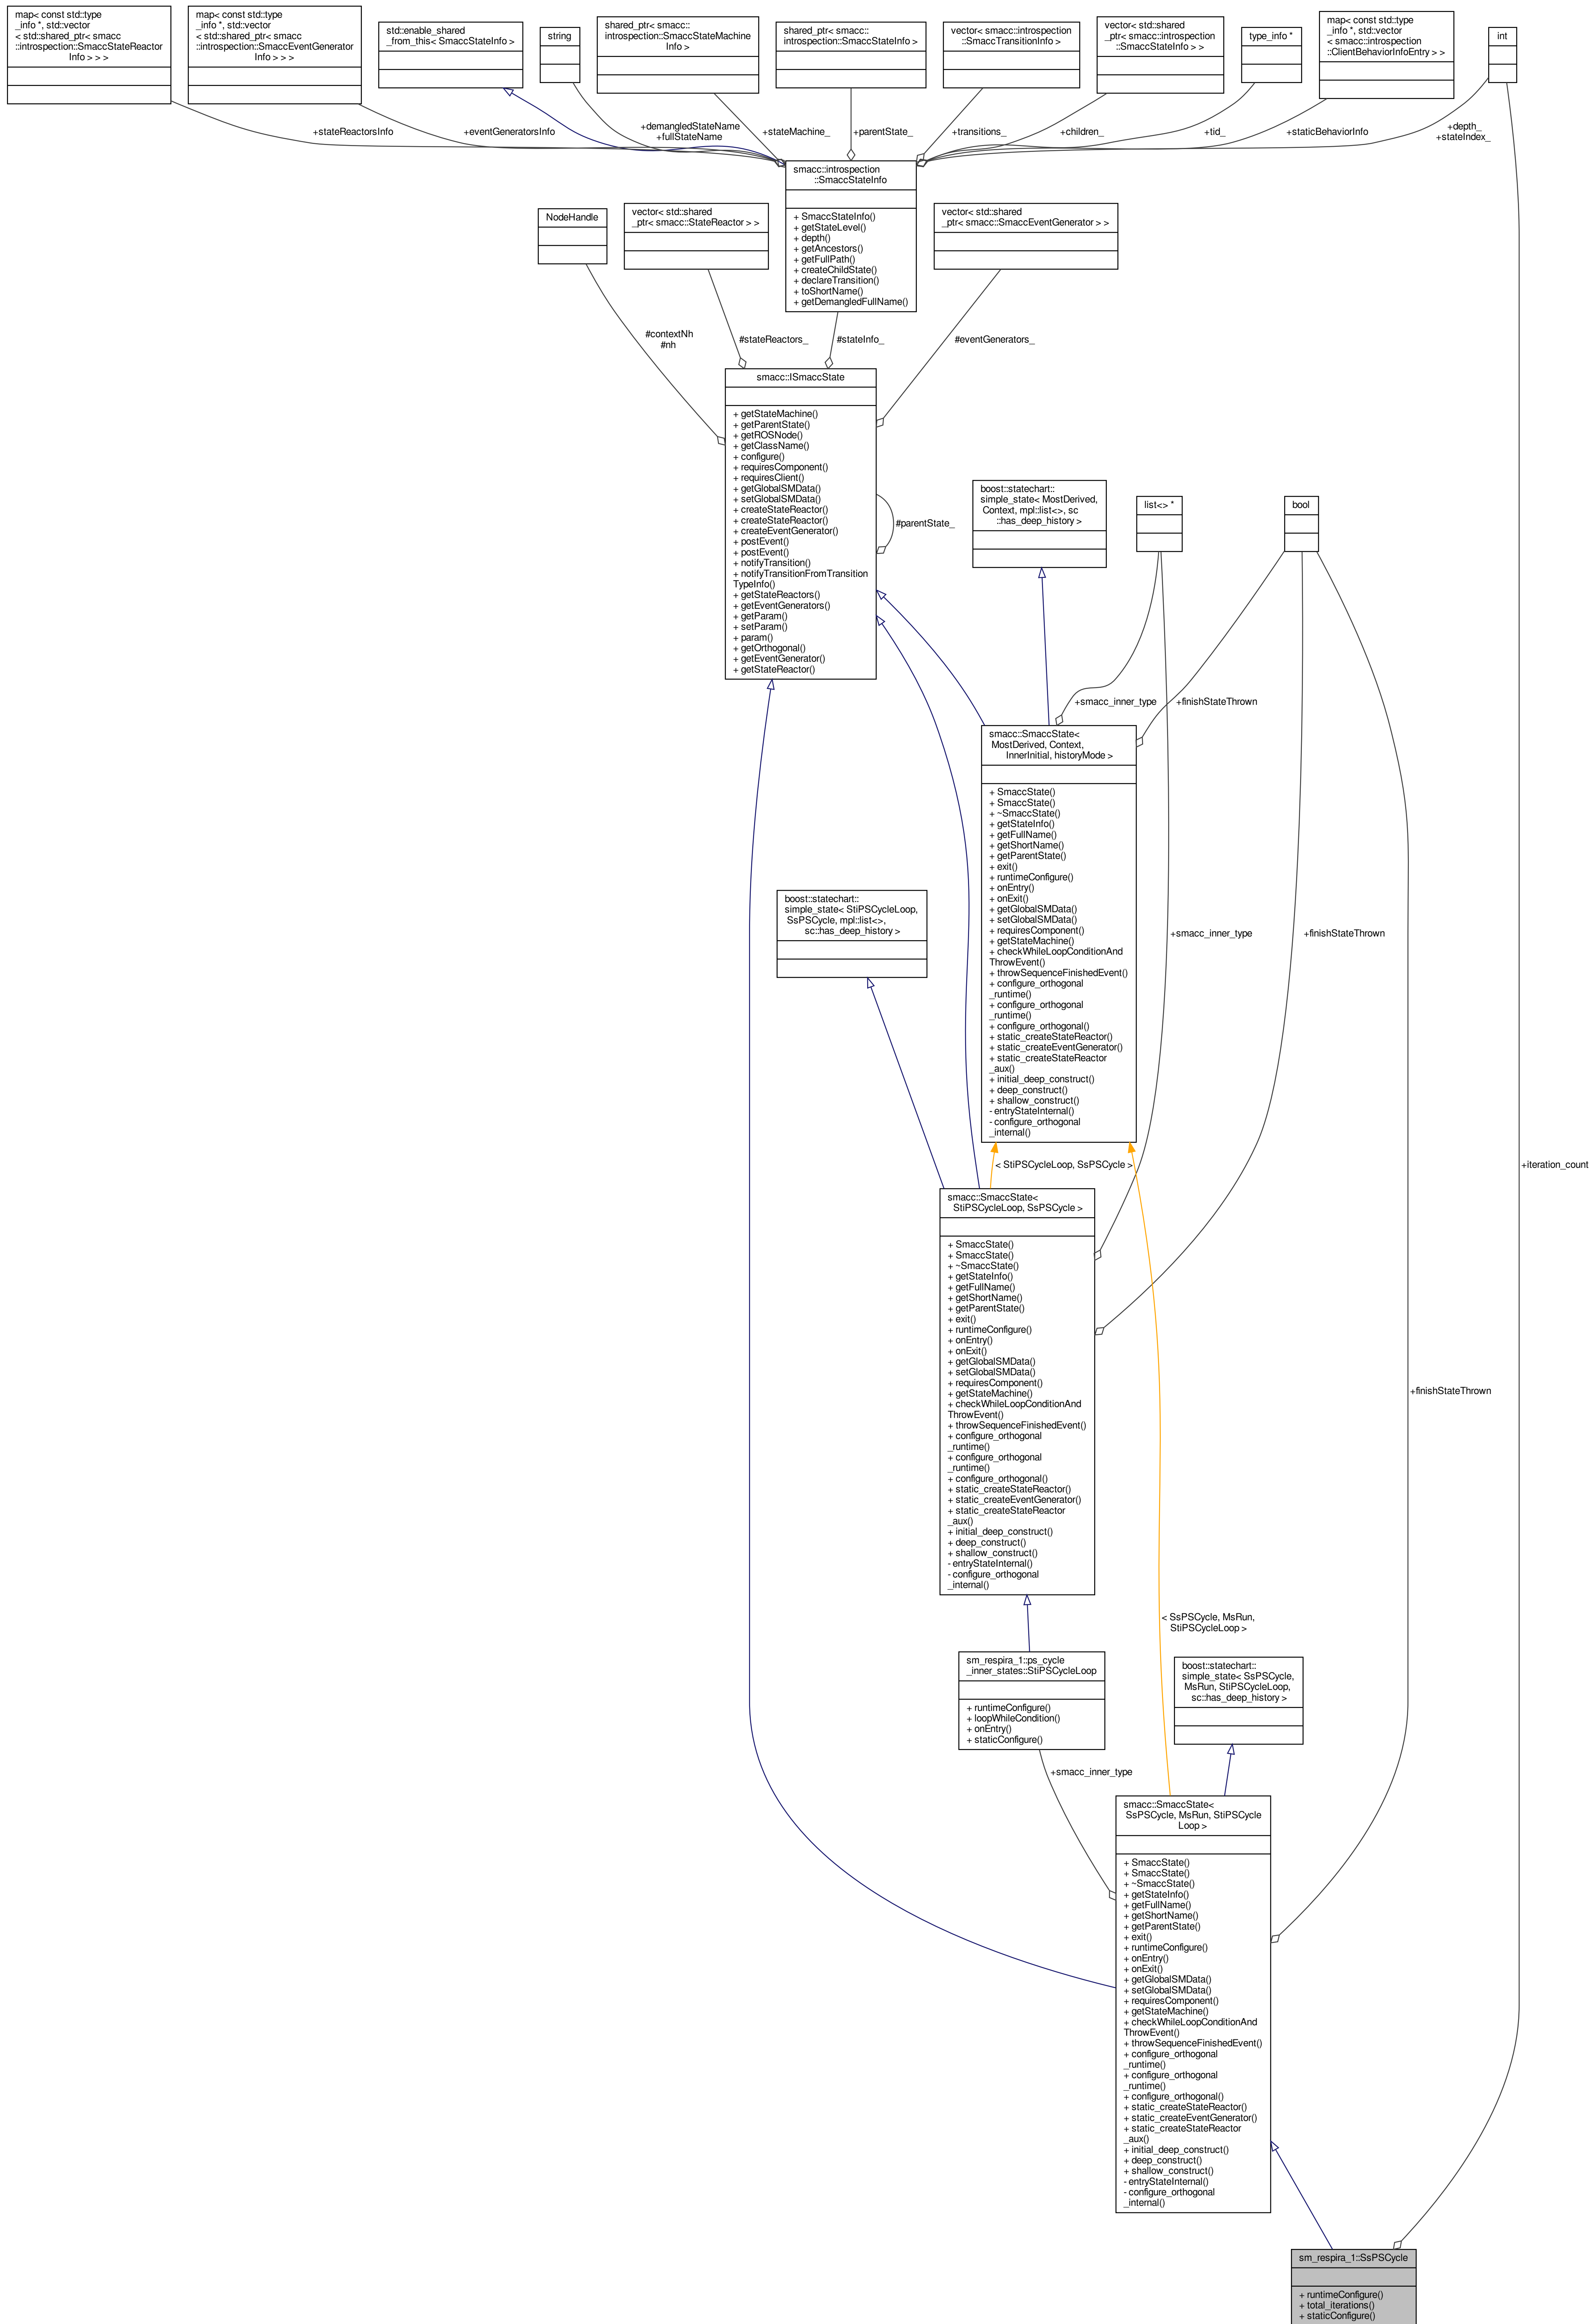 map< const std::type
_info *, std::vector
< std::shared_ptr< smacc
::introspection::SmaccStateReactor
Info > > >
map< const std::type
_info *, std::vector
< std::shared_ptr< smacc
::introspection::SmaccEventGenerator
Info > > >
std::enable_shared
_from_this< SmaccStateInfo >
string
shared_ptr< smacc::
introspection::SmaccStateMachine
Info >
shared_ptr< smacc::
introspection::SmaccStateInfo >
vector< smacc::introspection
::SmaccTransitionInfo >
vector< std::shared
_ptr< smacc::introspection
::SmaccStateInfo > >
type_info *
map< const std::type
_info *, std::vector
< smacc::introspection
::ClientBehaviorInfoEntry > >
int
+stateReactorsInfo
+eventGeneratorsInfo
+demangledStateName
+fullStateName
+stateMachine_
+parentState_
+transitions_
+children_
+tid_
+staticBehaviorInfo
+depth_
+stateIndex_
smacc::introspection
::SmaccStateInfo
+ SmaccStateInfo()
+ getStateLevel()
+ depth()
+ getAncestors()
+ getFullPath()
+ createChildState()
+ declareTransition()
+ toShortName()
+ getDemangledFullName()
NodeHandle
vector< std::shared
_ptr< smacc::StateReactor > >
vector< std::shared
_ptr< smacc::SmaccEventGenerator > >
#contextNh
#nh
#stateReactors_
#stateInfo_
#eventGenerators_
smacc::ISmaccState
+ getStateMachine()
+ getParentState()
+ getROSNode()
+ getClassName()
+ configure()
+ requiresComponent()
+ requiresClient()
+ getGlobalSMData()
+ setGlobalSMData()
+ createStateReactor()
+ createStateReactor()
+ createEventGenerator()
+ postEvent()
+ postEvent()
+ notifyTransition()
+ notifyTransitionFromTransition
TypeInfo()
+ getStateReactors()
+ getEventGenerators()
+ getParam()
+ setParam()
+ param()
+ getOrthogonal()
+ getEventGenerator()
+ getStateReactor()
#parentState_
boost::statechart::
simple_state< MostDerived,
Context, mpl::list<>, sc
::has_deep_history >
list<> *
bool
+smacc_inner_type
+finishStateThrown
smacc::SmaccState<
MostDerived, Context,
InnerInitial, historyMode >
+ SmaccState()
+ SmaccState()
+ ~SmaccState()
+ getStateInfo()
+ getFullName()
+ getShortName()
+ getParentState()
+ exit()
+ runtimeConfigure()
+ onEntry()
+ onExit()
+ getGlobalSMData()
+ setGlobalSMData()
+ requiresComponent()
+ getStateMachine()
+ checkWhileLoopConditionAnd
ThrowEvent()
+ throwSequenceFinishedEvent()
+ configure_orthogonal
_runtime()
+ configure_orthogonal
_runtime()
+ configure_orthogonal()
+ static_createStateReactor()
+ static_createEventGenerator()
+ static_createStateReactor
_aux()
+ initial_deep_construct()
+ deep_construct()
+ shallow_construct()
- entryStateInternal()
- configure_orthogonal
_internal()
boost::statechart::
simple_state< StiPSCycleLoop,
SsPSCycle, mpl::list<>,
sc::has_deep_history >
+smacc_inner_type
+finishStateThrown
< StiPSCycleLoop, SsPSCycle >
+iteration_count
smacc::SmaccState<
StiPSCycleLoop, SsPSCycle >
+ SmaccState()
+ SmaccState()
+ ~SmaccState()
+ getStateInfo()
+ getFullName()
+ getShortName()
+ getParentState()
+ exit()
+ runtimeConfigure()
+ onEntry()
+ onExit()
+ getGlobalSMData()
+ setGlobalSMData()
+ requiresComponent()
+ getStateMachine()
+ checkWhileLoopConditionAnd
ThrowEvent()
+ throwSequenceFinishedEvent()
+ configure_orthogonal
_runtime()
+ configure_orthogonal
_runtime()
+ configure_orthogonal()
+ static_createStateReactor()
+ static_createEventGenerator()
+ static_createStateReactor
_aux()
+ initial_deep_construct()
+ deep_construct()
+ shallow_construct()
- entryStateInternal()
- configure_orthogonal
_internal()
+finishStateThrown
< SsPSCycle, MsRun,
StiPSCycleLoop >
sm_respira_1::ps_cycle
_inner_states::StiPSCycleLoop
+ runtimeConfigure()
+ loopWhileCondition()
+ onEntry()
+ staticConfigure()
boost::statechart::
simple_state< SsPSCycle,
MsRun, StiPSCycleLoop,
sc::has_deep_history >
+smacc_inner_type
smacc::SmaccState<
SsPSCycle, MsRun, StiPSCycle
Loop >
+ SmaccState()
+ SmaccState()
+ ~SmaccState()
+ getStateInfo()
+ getFullName()
+ getShortName()
+ getParentState()
+ exit()
+ runtimeConfigure()
+ onEntry()
+ onExit()
+ getGlobalSMData()
+ setGlobalSMData()
+ requiresComponent()
+ getStateMachine()
+ checkWhileLoopConditionAnd
ThrowEvent()
+ throwSequenceFinishedEvent()
+ configure_orthogonal
_runtime()
+ configure_orthogonal
_runtime()
+ configure_orthogonal()
+ static_createStateReactor()
+ static_createEventGenerator()
+ static_createStateReactor
_aux()
+ initial_deep_construct()
+ deep_construct()
+ shallow_construct()
- entryStateInternal()
- configure_orthogonal
_internal()
sm_respira_1::SsPSCycle
+ runtimeConfigure()
+ total_iterations()
+ staticConfigure()